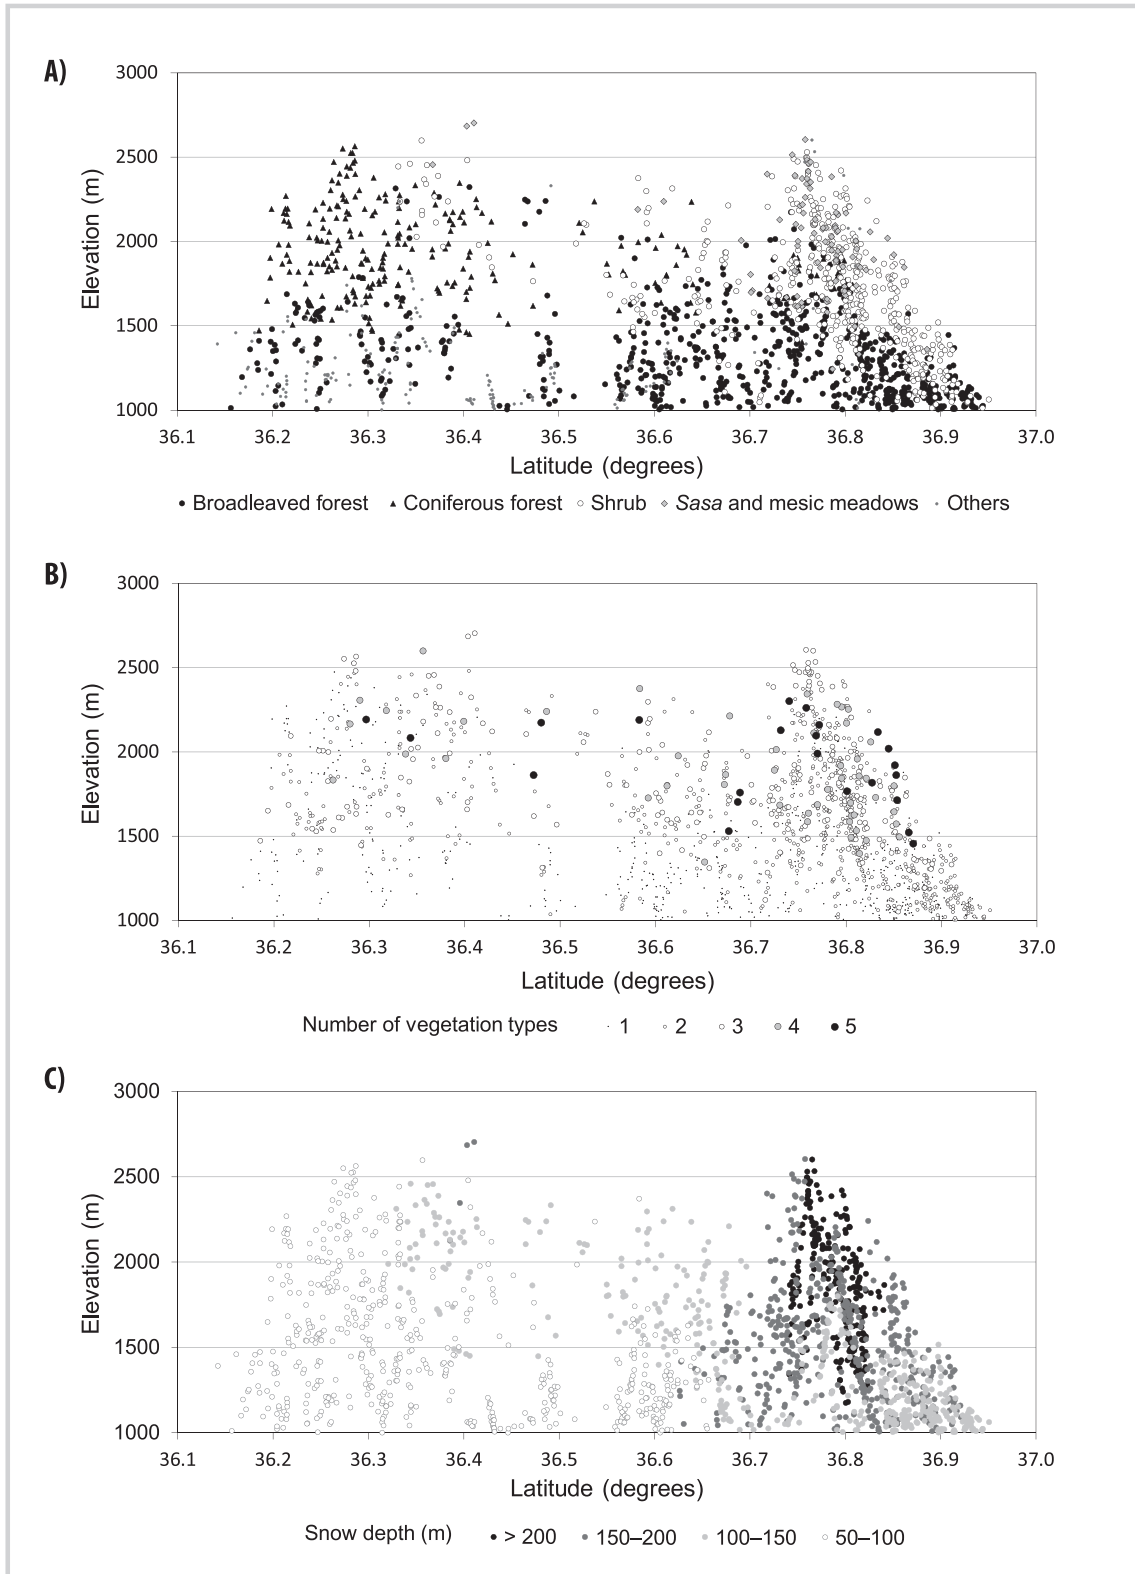 A)
3000
2500
2000
1500
1000
Elevation (m)
36.1 36.2 36.3 36.4 36.5 36.6 36.7 36.8 36.9 37.0
Latitude (degrees)
Broadleaved forest Coniferous forest Shrub Sasa and mesic meadows Others
B)
3000
2500
2000
1500
1000
Elevation (m)
36.1 36.2 36.3 36.4 36.5 36.6 36.7 36.8 36.9 37.0
Latitude (degrees)
Number of vegetation types 1 2 3 4 5
C)
3000
2500
2000
1500
1000
Elevation (m)
36.1 36.2 36.3 36.4 36.5 36.6 36.7 36.8 36.9 37.0
Latitude (degrees)
Snow depth (m) > 200 150–200 100–150 50–100